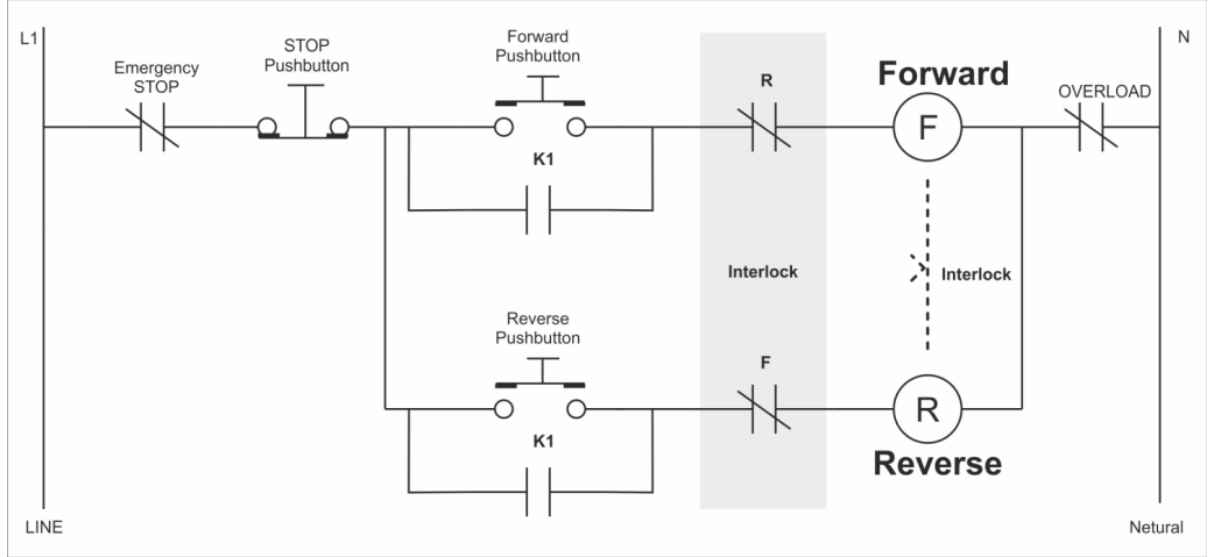 L1
N
Emergency
STOP
STOP
Pushbutton
Forward
Pushbutton
R
Forward
OVERLOAD
F
K1
Interlock
Interlock
Reverse
Pushbutton
F
R
K1
Reverse
LINE
Netural